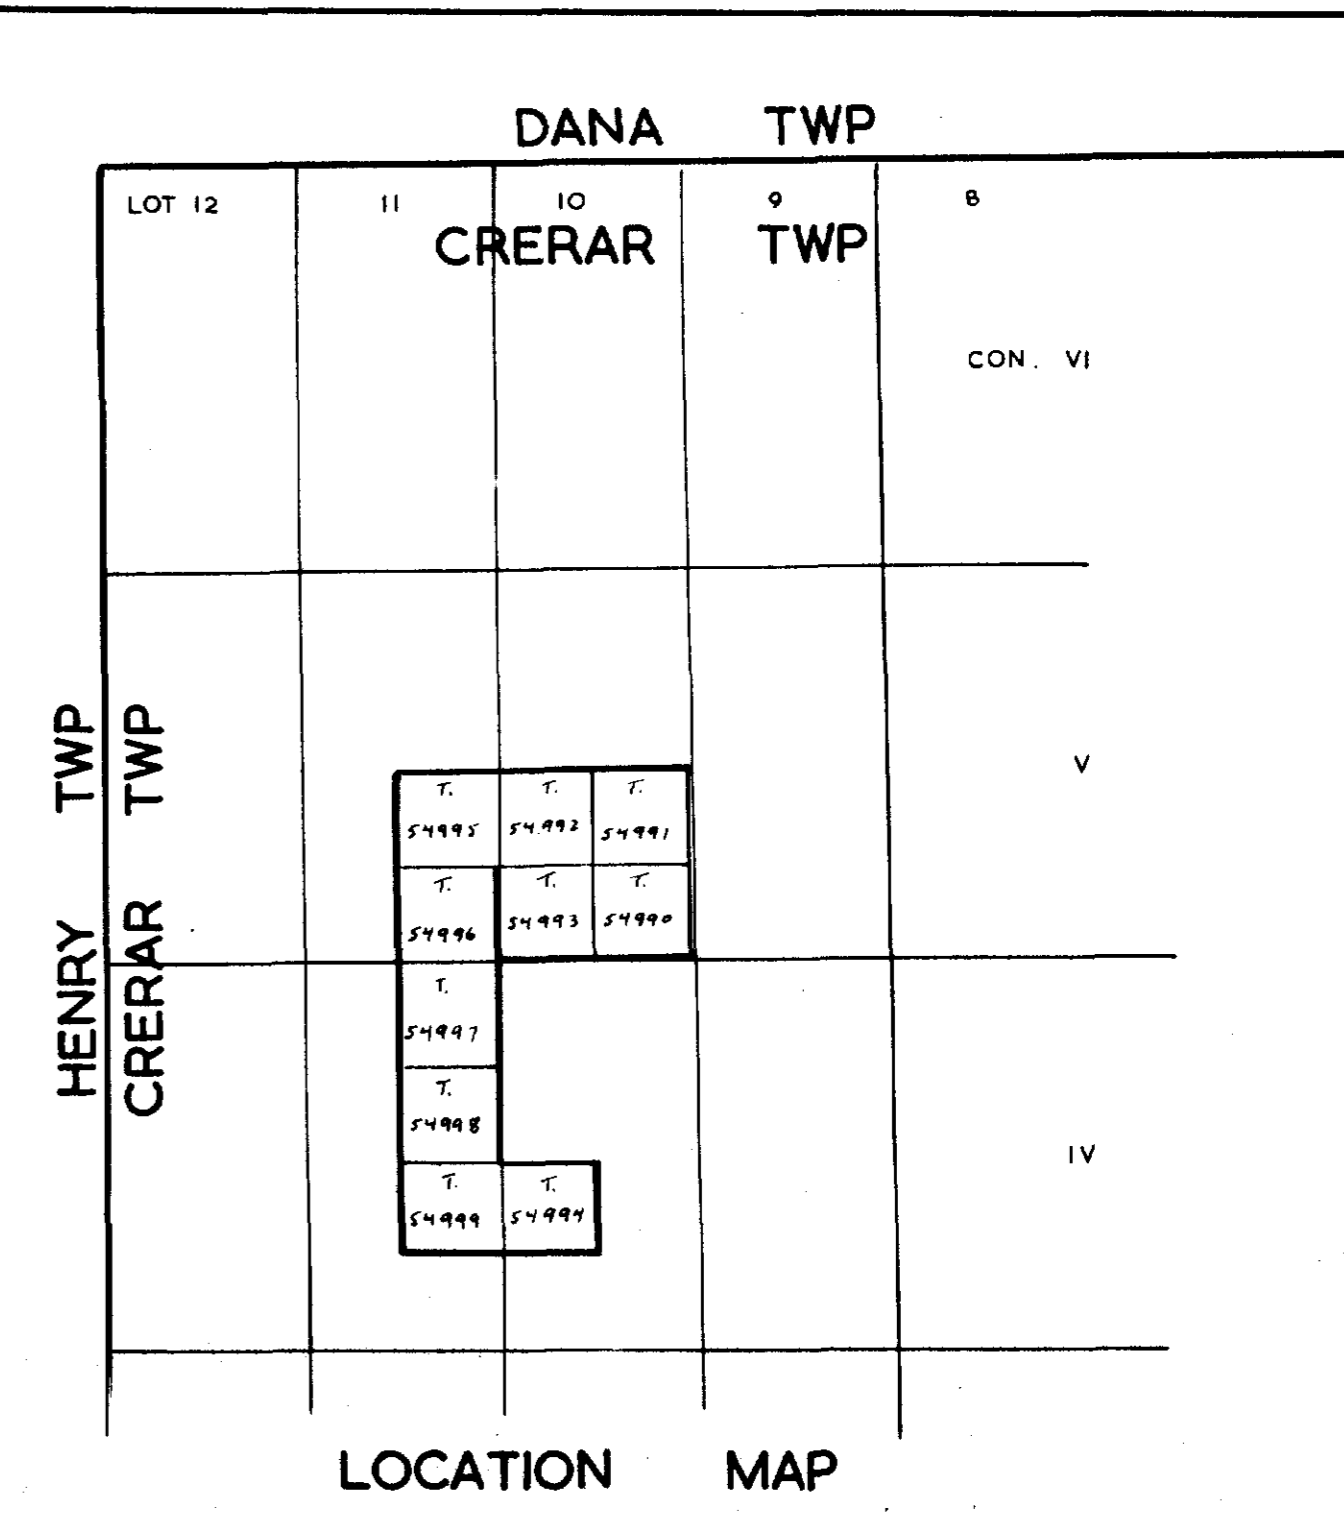 DANA TWP
LOT 12 11 10 9 8
CRERAR TWP
CON. VI
HENRY TWP
CRERAR TWP
V
T. T. T.
54995 54992 54991
T. T. T.
54996 54993 54990
T.
54997
T.
54998
IV
T. T.
54999 54994
LOCATION MAP